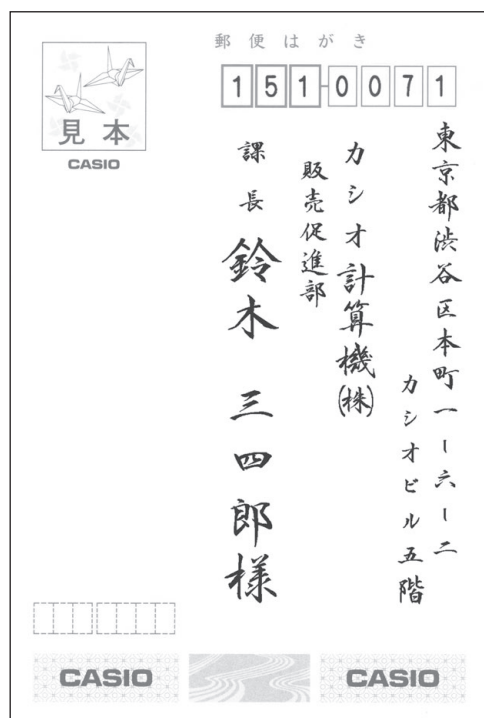 郵便はがき
151-0071
東京都渋谷区本町一ー六ー二
カシオビル五階
カシオ計算機(株)
販売促進部
課長 鈴木 三四郎様
見本
CASIO
CASIO
CASIO